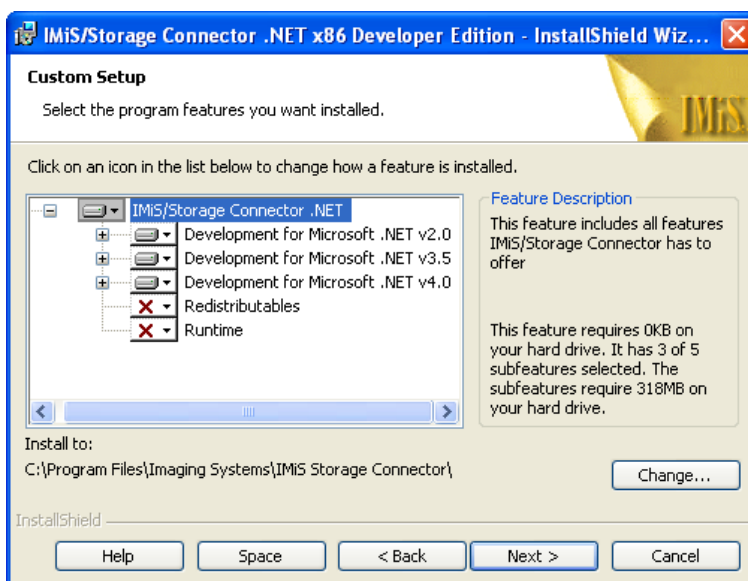 IMiS/Storage Connector .NET x86 Developer Edition - InstallShield Wiz...
Custom Setup
Select the program features you want installed.
IMiS
Click on an icon in the list below to change how a feature is installed.
IMiS/Storage Connector .NET
Development for Microsoft .NET v2.0
Development for Microsoft .NET v3.5
Development for Microsoft .NET v4.0
Redistributables
Runtime
Feature Description
This feature includes all features
IMiS/Storage Connector has to
offer
This feature requires 0KB on
your hard drive. It has 3 of 5
subfeatures selected. The
subfeatures require 318MB on
your hard drive.
Install to:
C:\Program Files\Imaging Systems\IMiS Storage Connector\
Change...
InstallShield
Help
Space
< Back
Next >
Cancel